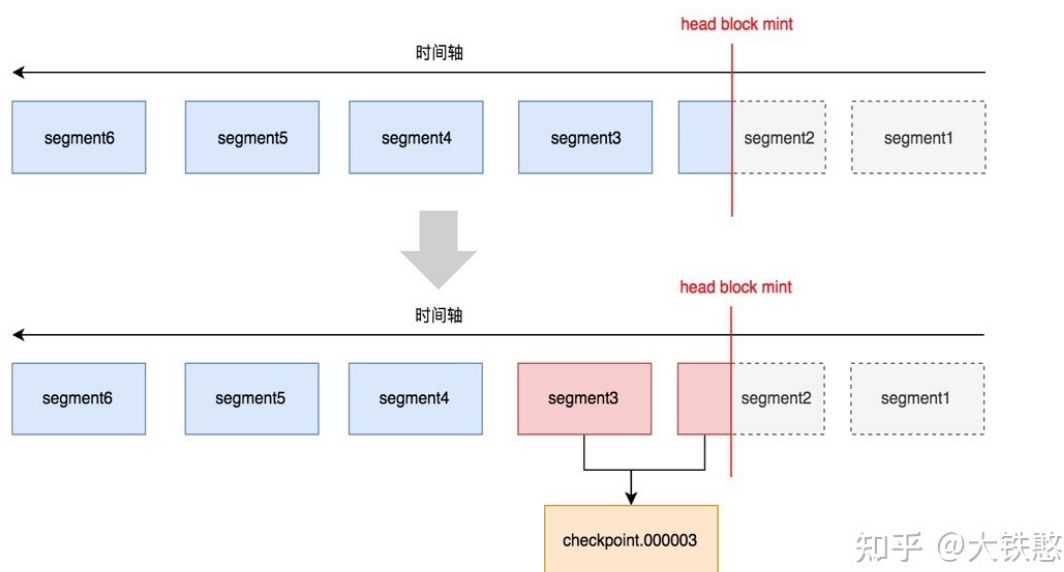 head block mint
时间轴
segment6
segment5
segment4
segment3
segment2
segment1
head block mint
时间轴
segment6
segment5
segment4
segment3
segment2
segment1
checkpoint.000003
知乎 @大铁憨